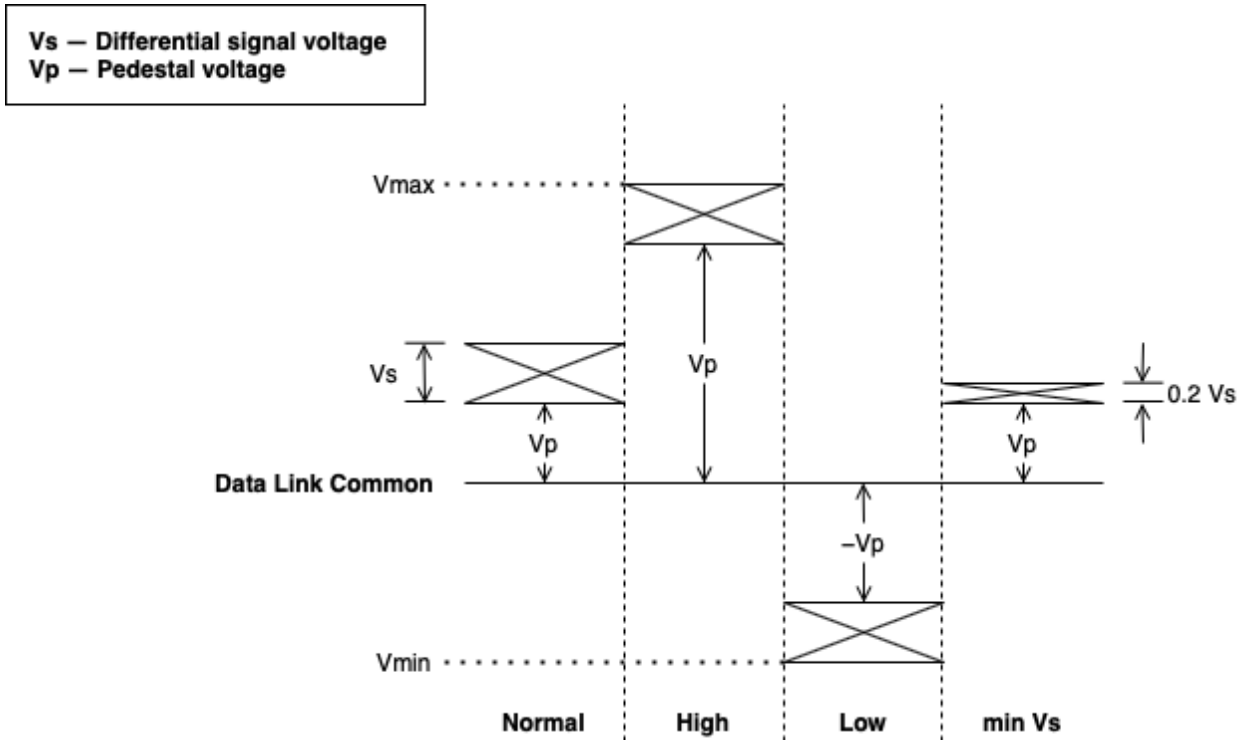 Vs — Differential signal voltage
Vp — Pedestal voltage
Vmax
Vp
Vs
0.2 Vs
Vp
Vp
Data Link Common
−Vp
Vmin
Normal
High
Low
min Vs